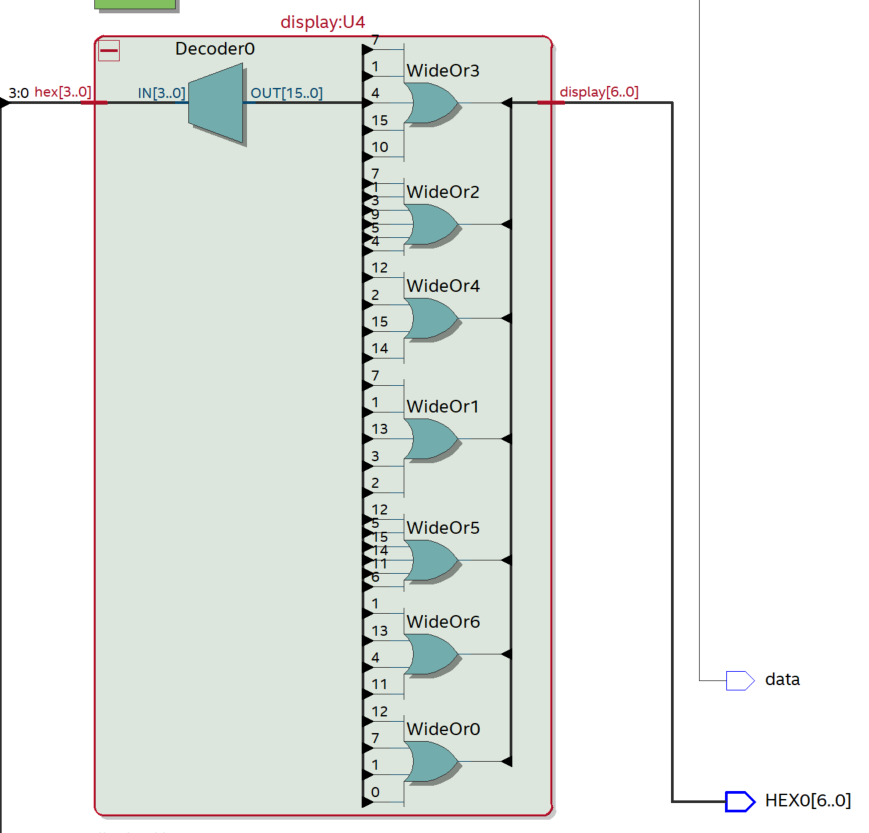 display:U4
Decoder0
3:0 hex[3..0]
IN[3..0]
OUT[15..0]
display[6..0]
7
WideOr3
1
4
15
10
7
WideOr2
1
3
9
5
4
12
WideOr4
2
15
14
7
WideOr1
1
13
3
2
12
WideOr5
5
15
14
11
6
1
WideOr6
13
4
11
12
WideOr0
7
1
0
data
HEX0[6..0]